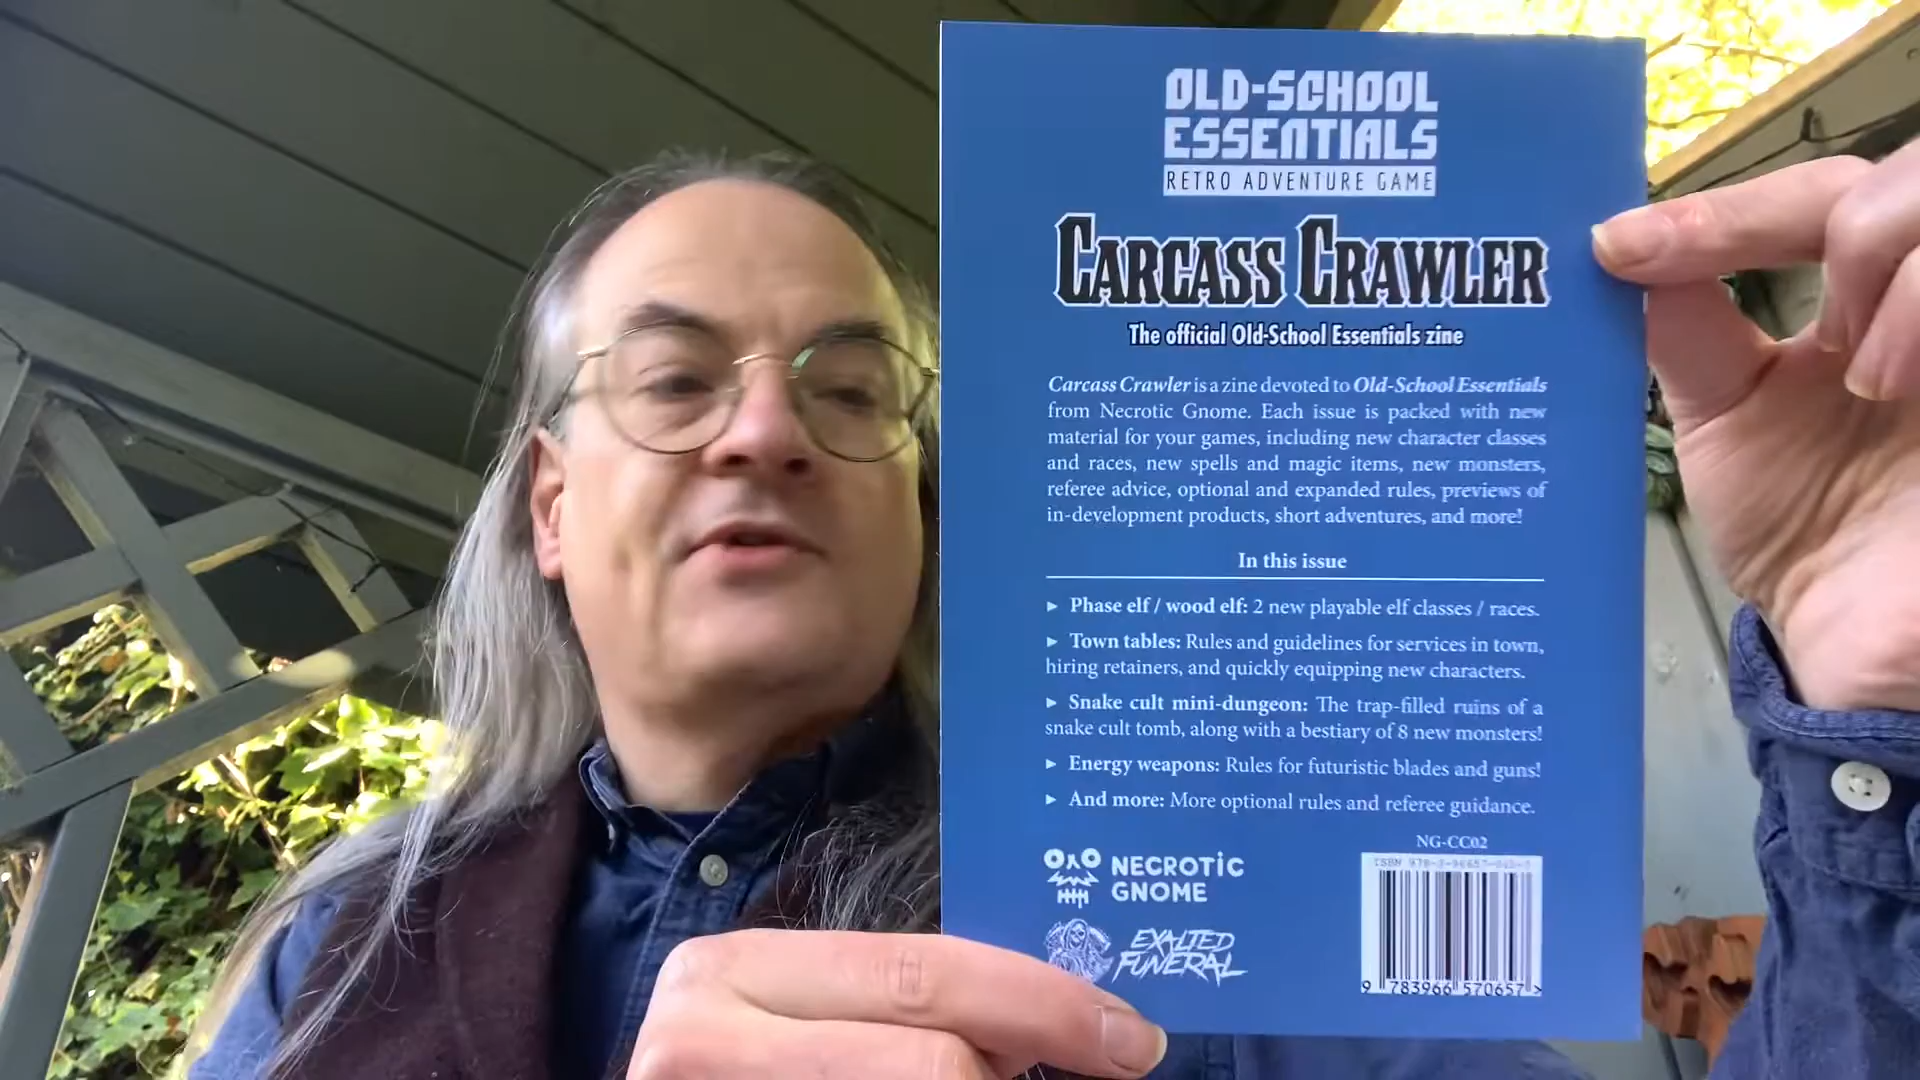 OLD-SCHOOL
ESSENTIALS
RETRO ADVENTURE GAME
CARCASS CRAWLER
The official Old-School Essentials zine
Carcass Crawler is a zine devoted to Old-School Essentials
from Necrotic Gnome. Each issue is packed with new
material for your games, including new character classes
and races, new spells and magic items, new monsters,
referee advice, optional and expanded rules, previews of
in-development products, short adventures, and more!
In this issue
▸ Phase elf / wood elf: 2 new playable elf classes / races.
▸ Town tables: Rules and guidelines for services in town,
hiring retainers, and quickly equipping new characters.
▸ Snake cult mini-dungeon: The trap-filled ruins of a
snake cult tomb, along with a bestiary of 8 new monsters!
▸ Energy weapons: Rules for futuristic blades and guns!
▸ And more: More optional rules and referee guidance.
NG-CC02
ISBN
NECROTIC
GNOME
EXALTED
FUNERAL
9 783966 570657 >